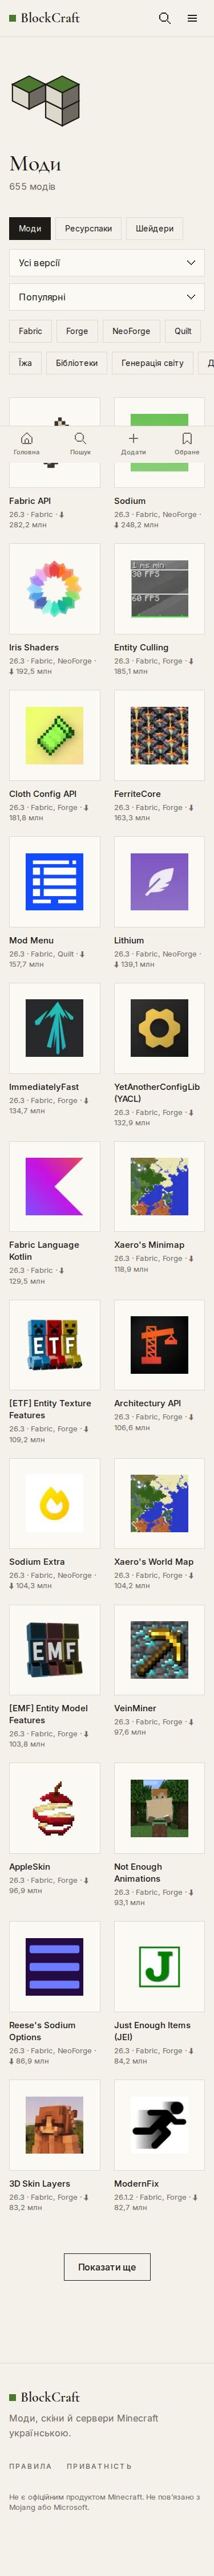 BlockCraft
Моди
655 модів
Моди Ресурспаки Шейдери
Усі версії
Популярні
Fabric Forge NeoForge Quilt
Їжа Бібліотеки Генерація світу
Головна Пошук Додати Обране
Fabric API
26.3 · Fabric · ⬇
282,2 млн
Sodium
26.3 · Fabric, NeoForge ·
⬇ 248,2 млн
Iris Shaders
26.3 · Fabric, NeoForge ·
⬇ 192,5 млн
1 ms min
30 FPS
60 FPS
Entity Culling
26.3 · Fabric, Forge · ⬇
185,1 млн
Cloth Config API
26.3 · Fabric, Forge · ⬇
181,8 млн
FerriteCore
26.3 · Fabric, Forge · ⬇
163,3 млн
Mod Menu
26.3 · Fabric, Quilt · ⬇
157,7 млн
Lithium
26.3 · Fabric, NeoForge ·
⬇ 139,1 млн
ImmediatelyFast
26.3 · Fabric, Forge · ⬇
134,7 млн
YetAnotherConfigLib
(YACL)
26.3 · Fabric, Forge · ⬇
132,9 млн
Fabric Language
Kotlin
26.3 · Fabric · ⬇
129,5 млн
Xaero's Minimap
26.3 · Fabric, Forge · ⬇
118,9 млн
ETF
[ETF] Entity Texture
Features
26.3 · Fabric, Forge · ⬇
109,2 млн
Architectury API
26.3 · Fabric, Forge · ⬇
106,6 млн
Sodium Extra
26.3 · Fabric, NeoForge ·
⬇ 104,3 млн
Xaero's World Map
26.3 · Fabric, Forge · ⬇
104,2 млн
EMF
[EMF] Entity Model
Features
26.3 · Fabric, Forge · ⬇
103,8 млн
VeinMiner
26.3 · Fabric, Forge · ⬇
97,6 млн
AppleSkin
26.3 · Fabric, Forge · ⬇
96,9 млн
Not Enough
Animations
26.3 · Fabric, Forge · ⬇
93,1 млн
Reese's Sodium
Options
26.3 · Fabric, NeoForge ·
⬇ 86,9 млн
J
Just Enough Items
(JEI)
26.3 · Fabric, Forge · ⬇
84,2 млн
3D Skin Layers
26.3 · Fabric, Forge · ⬇
83,2 млн
ModernFix
26.1.2 · Fabric, Forge · ⬇
82,7 млн
Показати ще
BlockCraft
Моди, скіни й сервери Minecraft
українською.
ПРАВИЛА ПРИВАТНІСТЬ
Не є офіційним продуктом Minecraft. Не пов'язано з
Mojang або Microsoft.